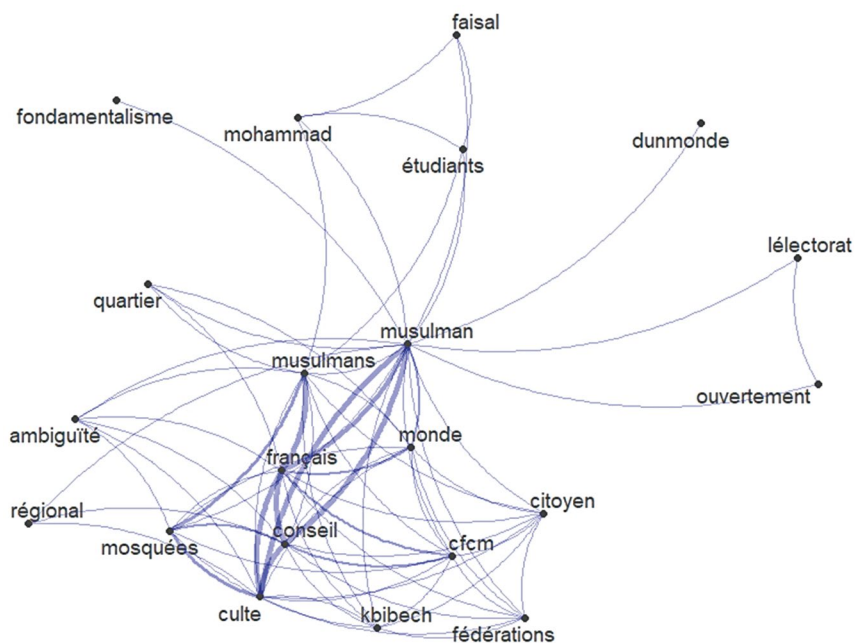 faisal
fondamentalisme
mohammad
dunmonde
étudiants
lélectorat
quartier
musulman
musulmans
ouvertement
ambiguïté
monde
français
régional
citoyen
mosquées
conseil
cfcm
culte
kbibech
fédérations